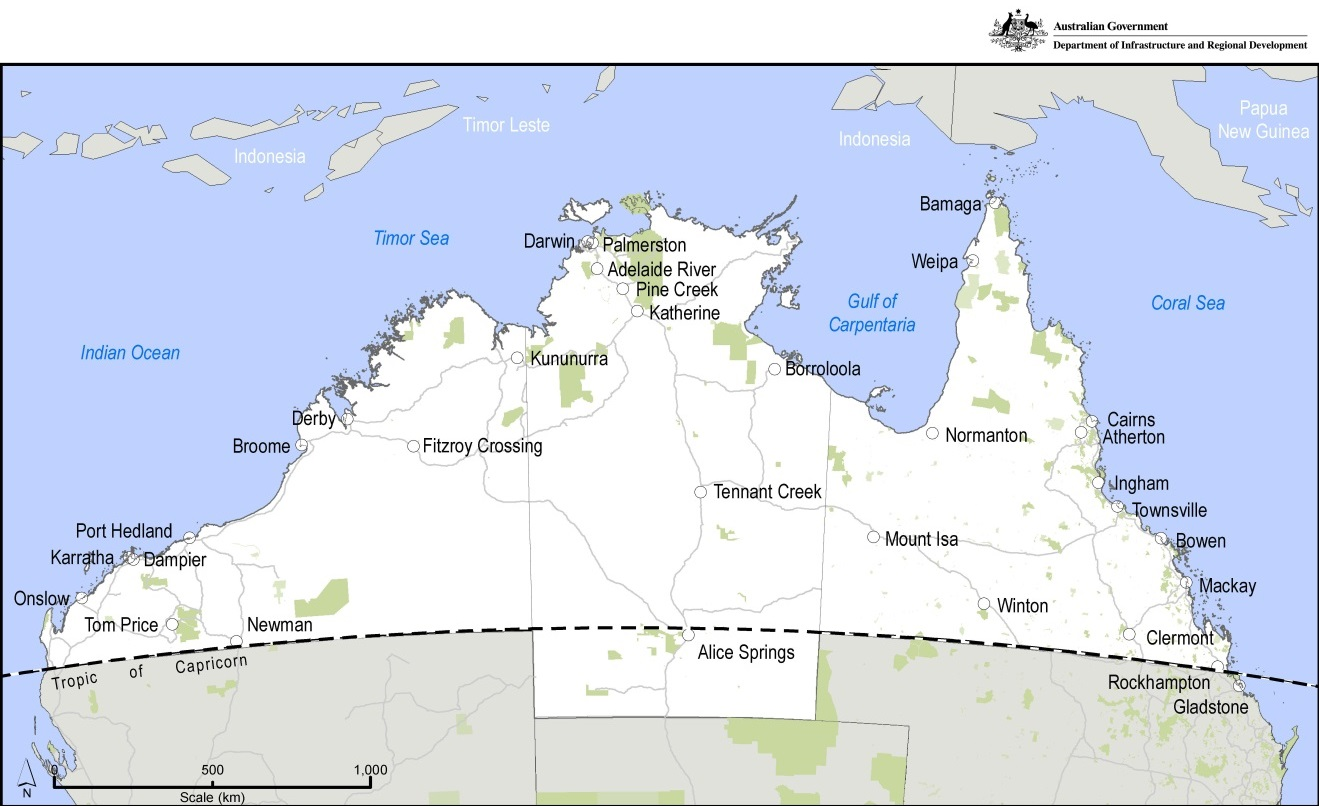 Australian Government
Department of Infrastructure and Regional Development
Papua
New Guinea
Timor Leste
Indonesia
Indonesia
Bamaga
Timor Sea
Darwin
Palmerston
Weipa
Adelaide River
Pine Creek
Katherine
Gulf of
Carpentaria
Coral Sea
Indian Ocean
Kununurra
Borroloola
Derby
Cairns
Broome
Fitzroy Crossing
Normanton
Atherton
Ingham
Tennant Creek
Townsville
Port Hedland
Mount Isa
Bowen
Karratha
Dampier
Mackay
Onslow
Winton
Tom Price
Newman
Clermont
Alice Springs
Tropic of Capricorn
Rockhampton
Gladstone
0 500 1,000
Scale (km)
N